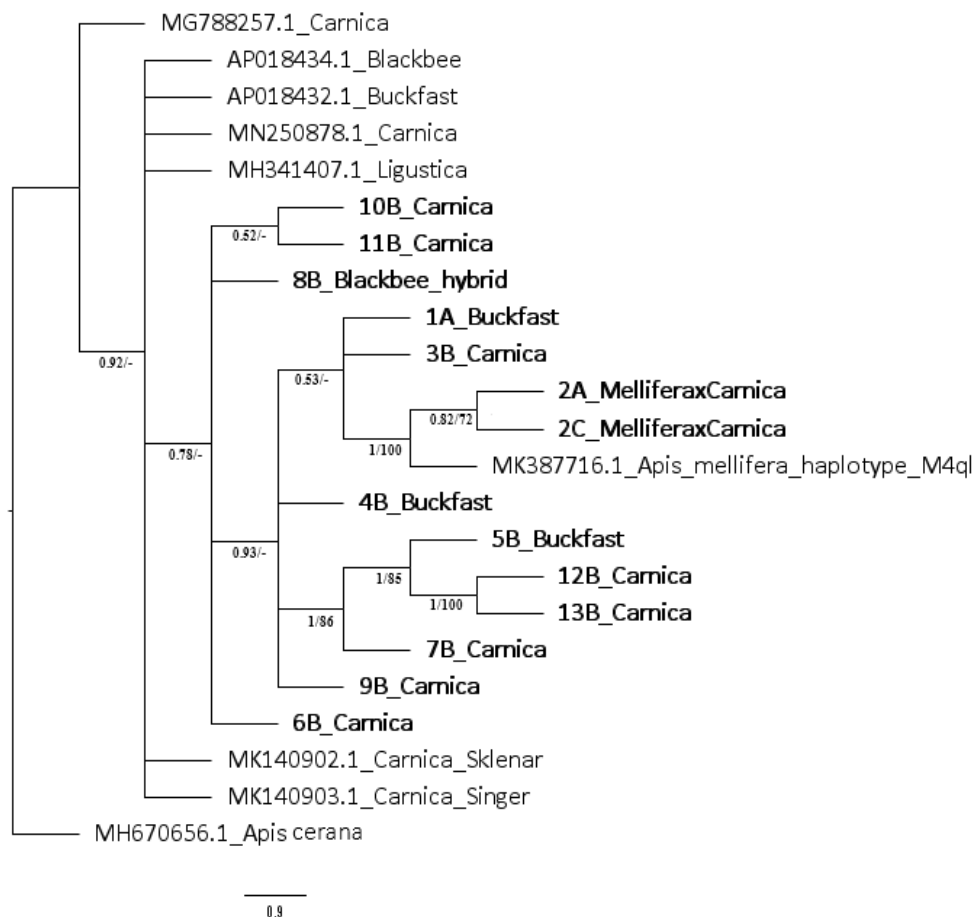 MG788257.1_Carnica
AP018434.1_Blackbee
AP018432.1_Buckfast
MN250878.1_Carnica
MH341407.1_Ligustica
10B_Carnica
0.52/-
11B_Carnica
8B_Blackbee_hybrid
1A_Buckfast
3B_Carnica
0.92/-
0.53/-
2A_MelliferaxCarnica
0.82/72
2C_MelliferaxCarnica
0.78/-
1/100
MK387716.1_Apis_mellifera_haplotype_M4ql
4B_Buckfast
5B_Buckfast
0.93/-
1/85
12B_Carnica
1/100
13B_Carnica
1/86
7B_Carnica
9B_Carnica
6B_Carnica
MK140902.1_Carnica_Sklenar
MK140903.1_Carnica_Singer
MH670656.1_Apis cerana
0.9